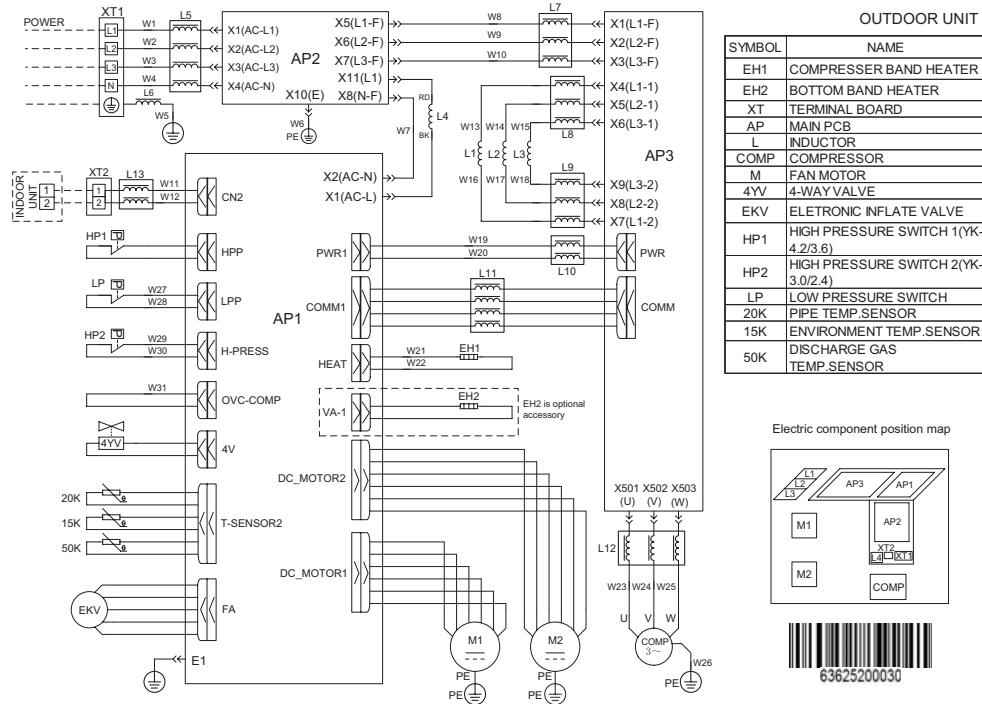 OUTDOOR UNIT
POWER
XT1
L1
L2
L3
N
W1
W2
W3
W4
L5
L6
W5
X1(AC-L1)
X2(AC-L2)
X3(AC-L3)
X4(AC-N)
AP2
X5(L1-F)
X6(L2-F)
X7(L3-F)
X11(L1)
X10(E)
X8(N-F)
W6
PE
RD
L4
BK
W7
W8
W9
W10
L7
X1(L1-F)
X2(L2-F)
X3(L3-F)
X4(L1-1)
X5(L2-1)
X6(L3-1)
L8
W13 W14 W15
L1 L2 L3
W16 W17 W18
L9
AP3
X9(L3-2)
X8(L2-2)
X7(L1-2)
INDOOR UNIT
1
2
XT2
1
2
L13
W11
W12
CN2
X2(AC-N)
X1(AC-L)
HP1
P
HPP
PWR1
W19
W20
L10
PWR
LP
P
W27
W28
LPP
AP1
COMM1
L11
COMM
HP2
P
W29
W30
H-PRESS
HEAT
W21
W22
EH1
W31
OVC-COMP
VA-1
EH2
EH2 is optional
accessory
4YV
4V
DC_MOTOR2
20K
θ
15K
θ
50K
θ
T-SENSOR2
DC_MOTOR1
EKV
FA
E1
M1
PE
PE
M2
PE
PE
X501 X502 X503
(U) (V) (W)
L12
W23 W24 W25
U V W
COMP
3~
W26
PE
SYMBOL NAME
EH1 COMPRESSER BAND HEATER
EH2 BOTTOM BAND HEATER
XT TERMINAL BOARD
AP MAIN PCB
L INDUCTOR
COMP COMPRESSOR
M FAN MOTOR
4YV 4-WAY VALVE
EKV ELETRONIC INFLATE VALVE
HP1 HIGH PRESSURE SWITCH 1(YK-
4.2/3.6)
HP2 HIGH PRESSURE SWITCH 2(YK-
3.0/2.4)
LP LOW PRESSURE SWITCH
20K PIPE TEMP.SENSOR
15K ENVIRONMENT TEMP.SENSOR
50K DISCHARGE GAS
TEMP.SENSOR
Electric component position map
L1
L2
L3
AP3
AP1
M1
AP2
XT2
L4
XT1
M2
COMP
63625200030